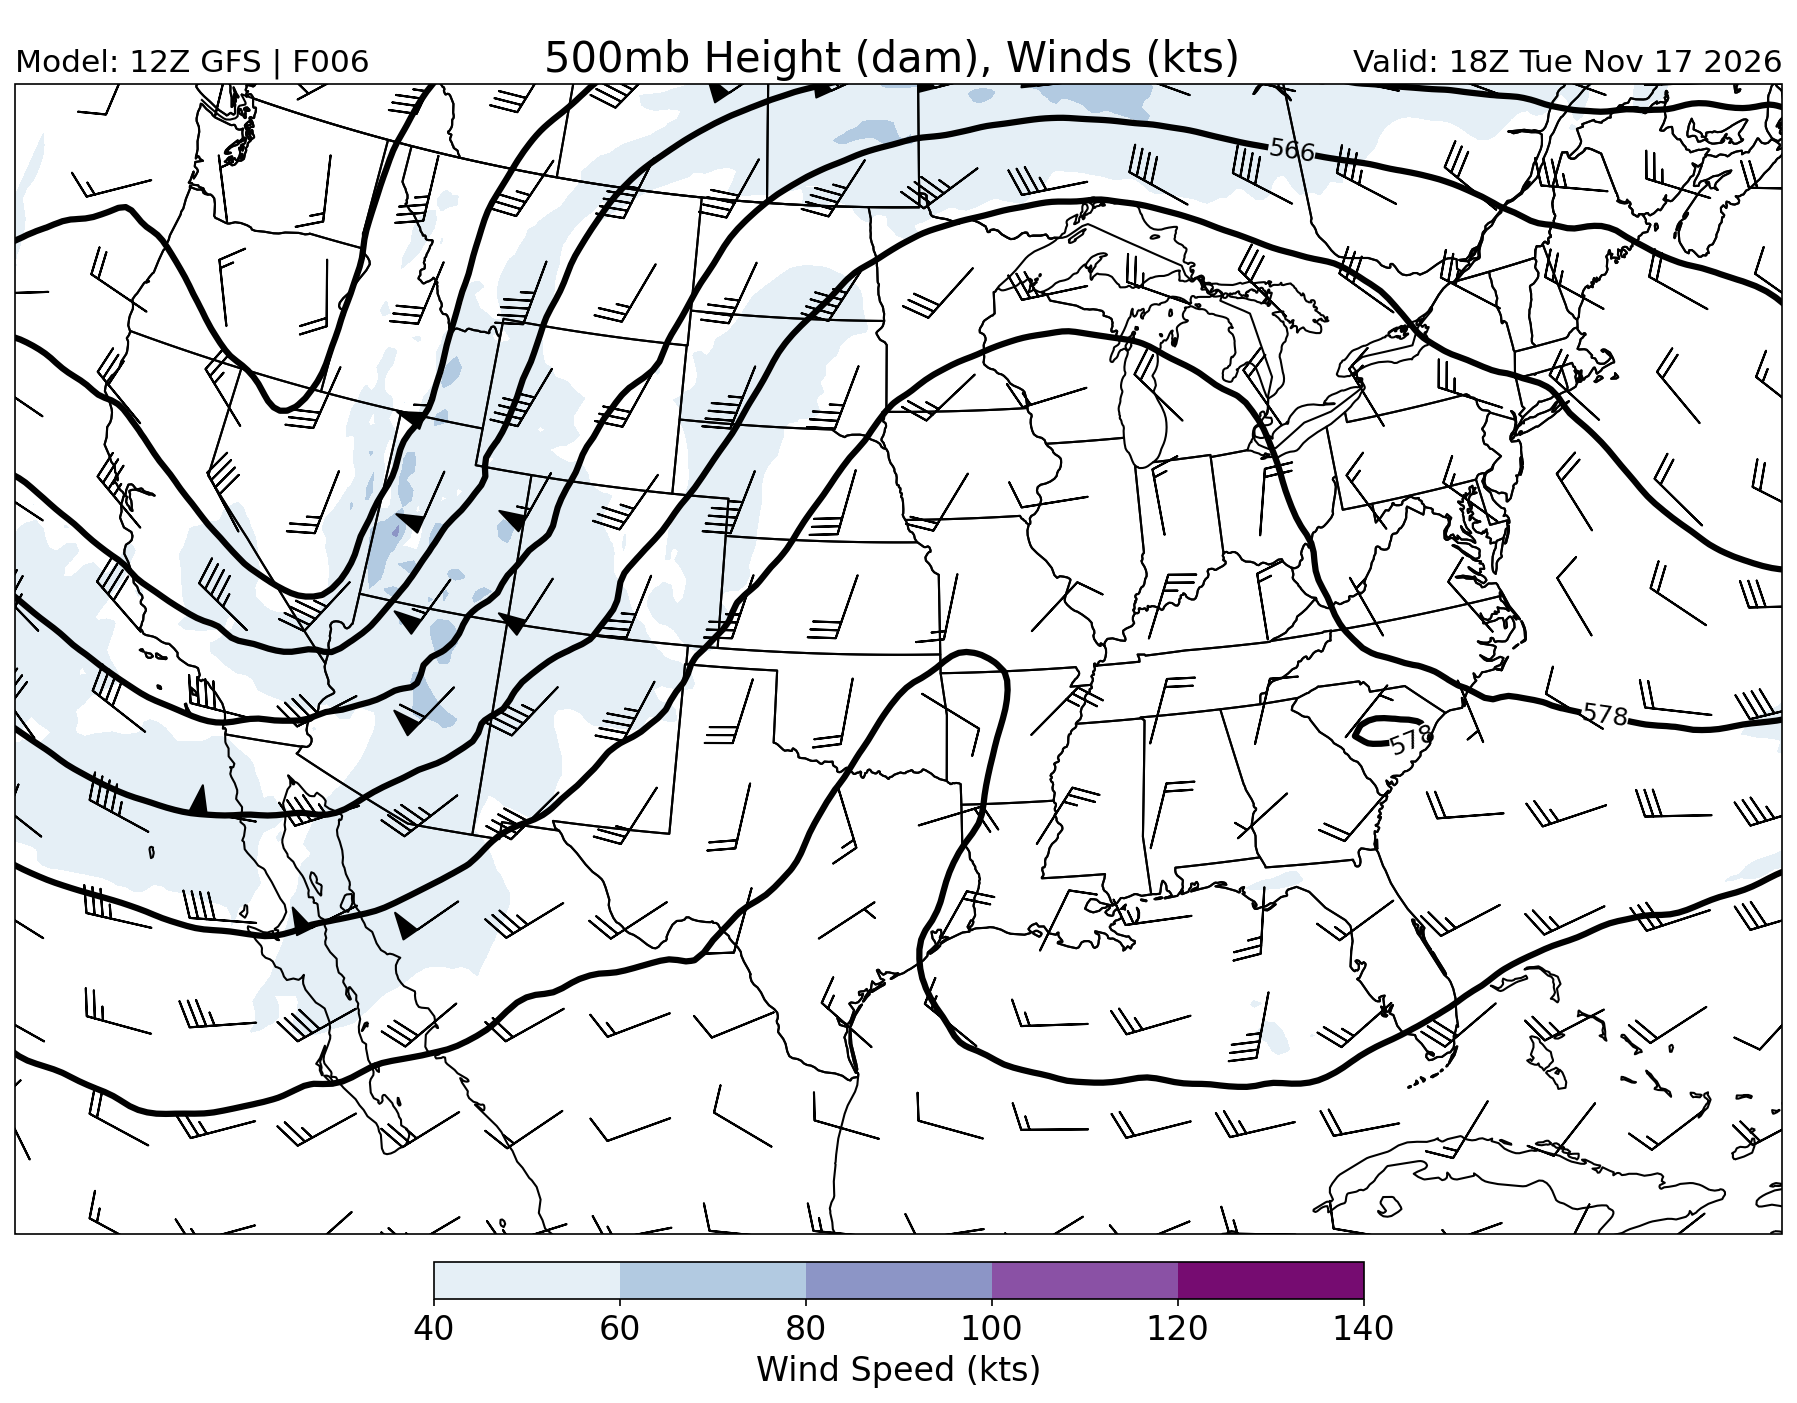 Model: 12Z GFS | F006
500mb Height (dam), Winds (kts)
Valid: 18Z Tue Nov 17 2026
566
578
578
40 60 80 100 120 140
Wind Speed (kts)